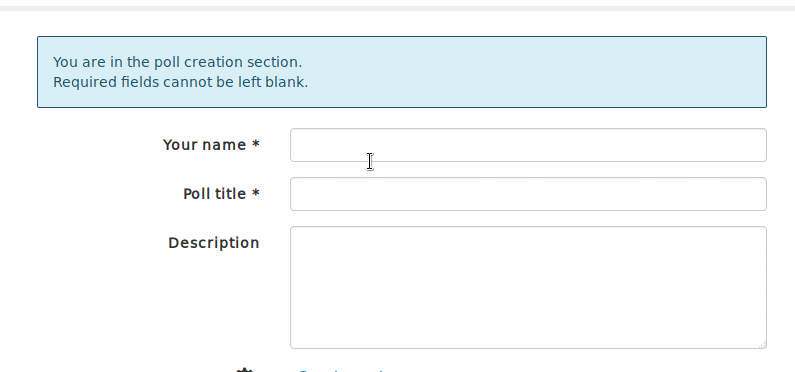 You are in the poll creation section.
Required fields cannot be left blank.
Your name *
Poll title *
Description